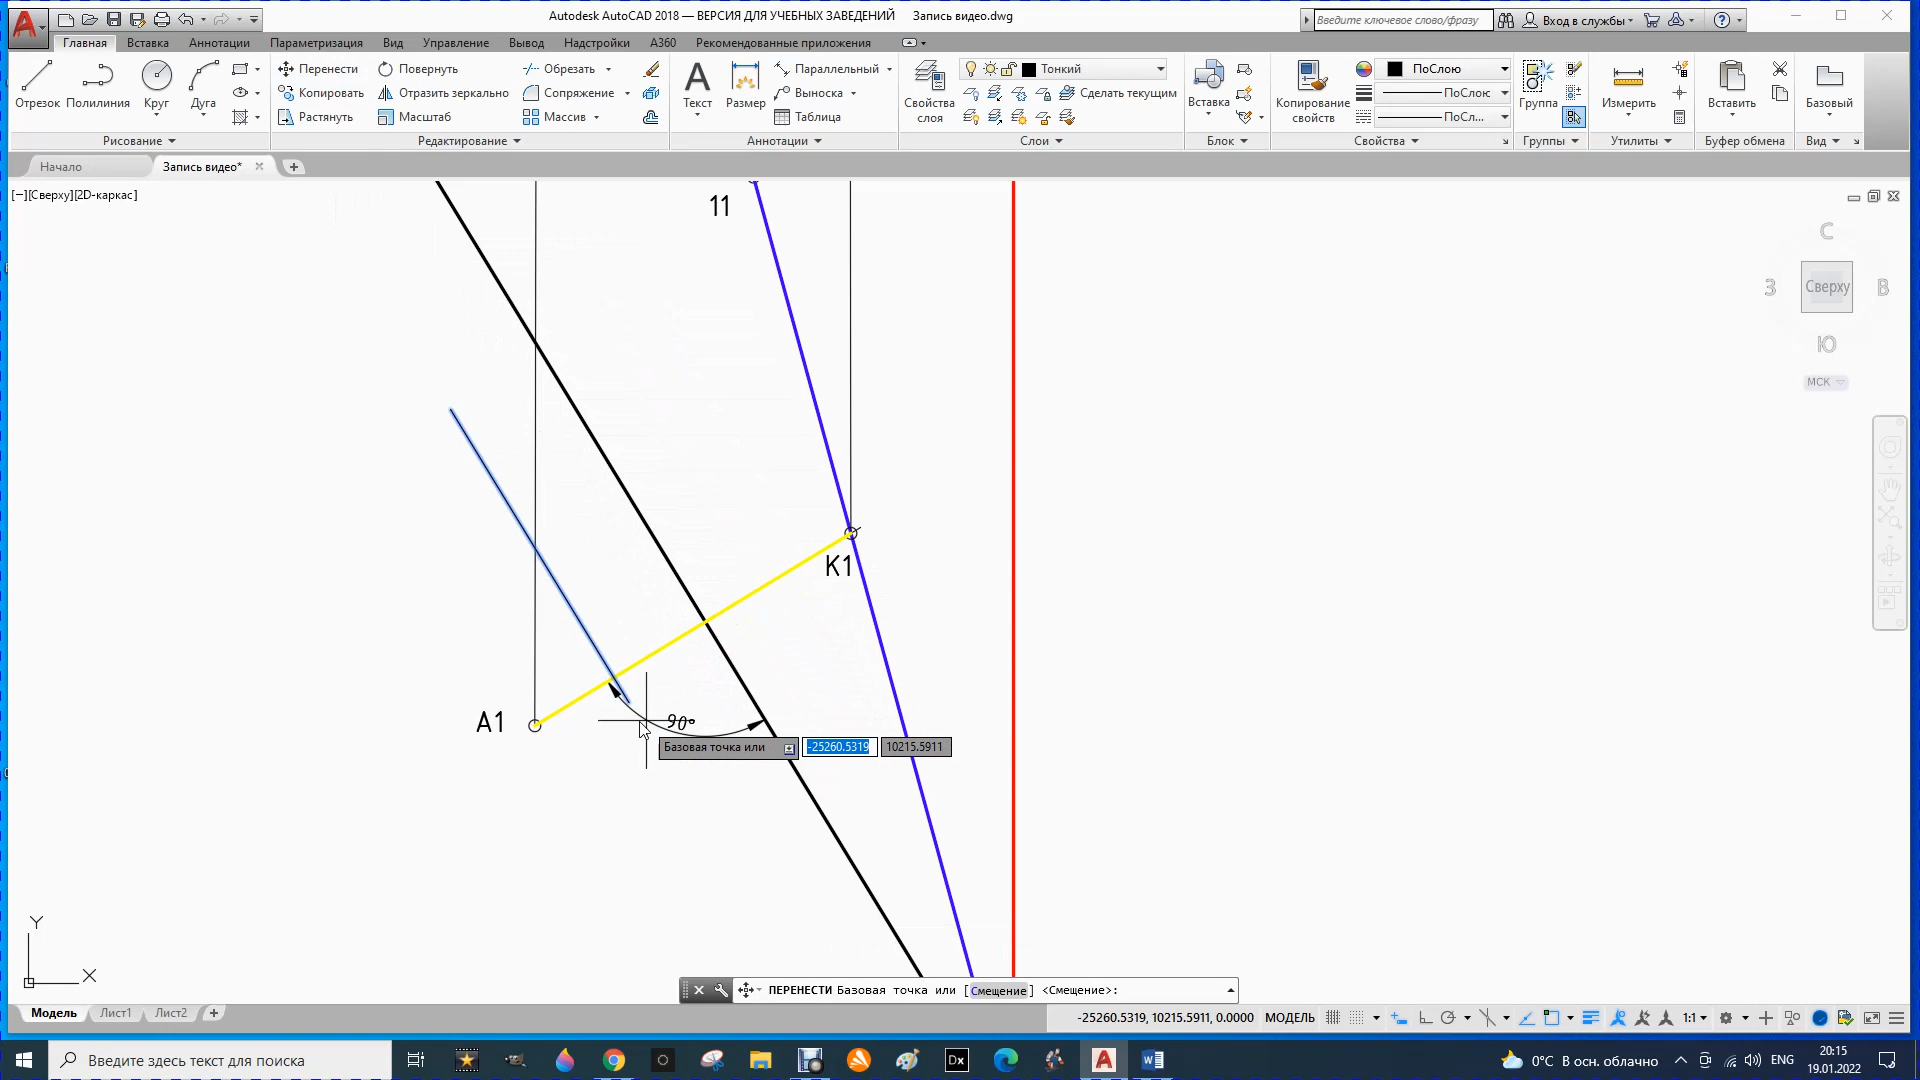 Autodesk AutoCAD 2018 — ВЕРСИЯ ДЛЯ УЧЕБНЫХ ЗАВЕДЕНИЙ Запись видео.dwg
Введите ключевое слово/фразу
Вход в службы
Главная Вставка Аннотации Параметризация Вид Управление Вывод Надстройки A360 Рекомендованные приложения
Отрезок Полилиния Круг Дуга
Перенести Повернуть Обрезать
Копировать Отразить зеркально Сопряжение
Растянуть Масштаб Массив
Текст Размер
Параллельный
Выноска
Таблица
Свойства слоя
Тонкий
Сделать текущим
Вставка
Копирование свойств
ПоСлою
ПоСлою
ПоСл...
Группа Измерить Вставить Базовый
Рисование Редактирование Аннотации Слои Блок Свойства Группы Утилиты Буфер обмена Вид
Начало Запись видео*
[−][Сверху][2D-каркас]
С
З Сверху В
Ю
МСК
11
K1
A1
90°
Базовая точка или -25260.5319 10215.5911
Y
X
ПЕРЕНЕСТИ Базовая точка или [Смещение] <Смещение>:
Модель Лист1 Лист2
-25260.5319, 10215.5911, 0.0000 МОДЕЛЬ 1:1
Введите здесь текст для поиска
Dx
0°C В осн. облачно
ENG
20:15
19.01.2022